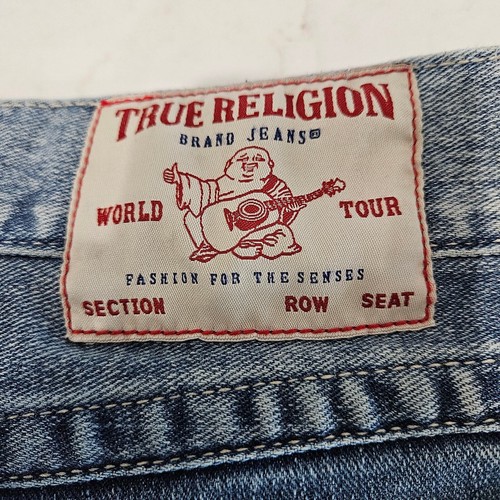 TRUE RELIGION
BRAND JEANS®
WORLD TOUR
FASHION FOR THE SENSES
SECTION ROW SEAT